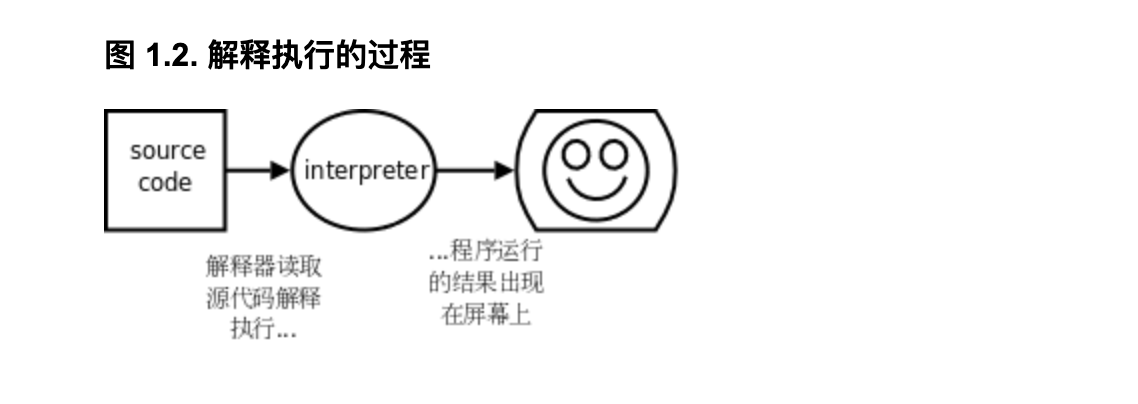 图 1.2. 解释执行的过程
source
code
interpreter
解释器读取
源代码解释
执行...
...程序运行
的结果出现
在屏幕上